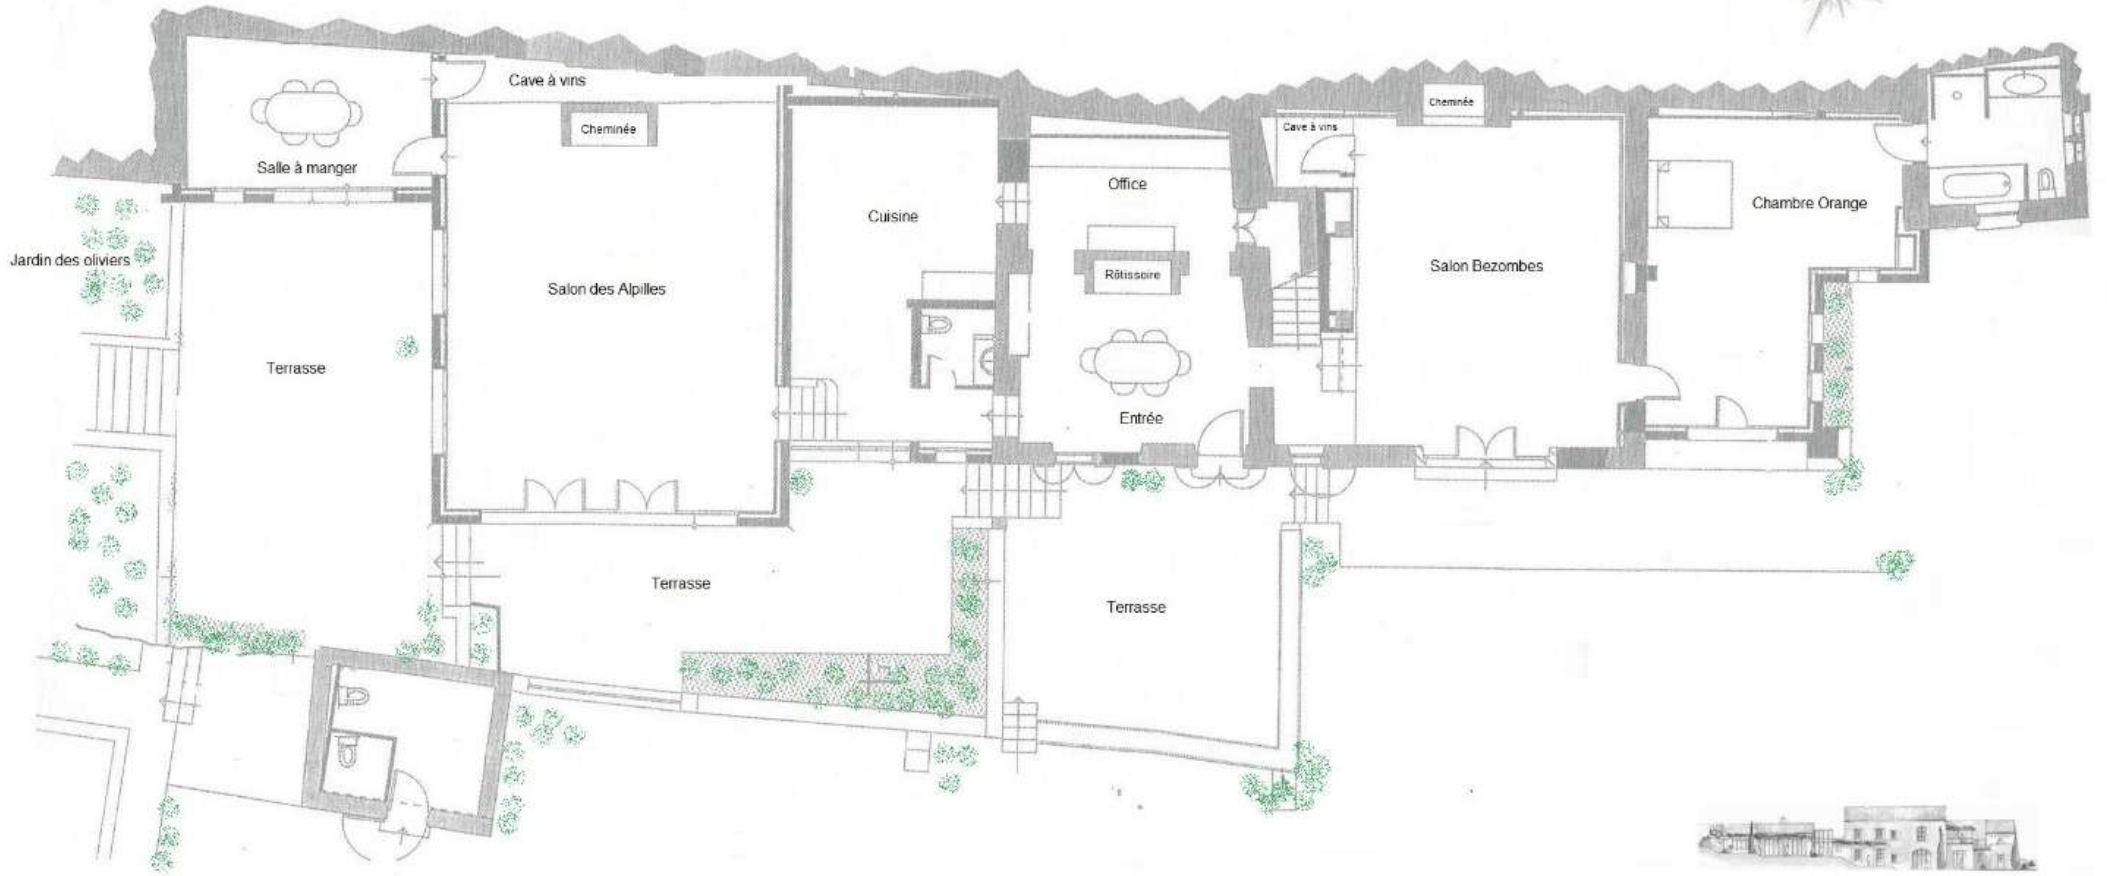 Cave à vins
Cheminée
Salle à manger
Cheminée
Cave à vins
Office
Cuisine
Chambre Orange
Jardin des oliviers
Salon des Alpilles
Rôtissoire
Salon Bezombes
Terrasse
Entrée
Terrasse
Terrasse